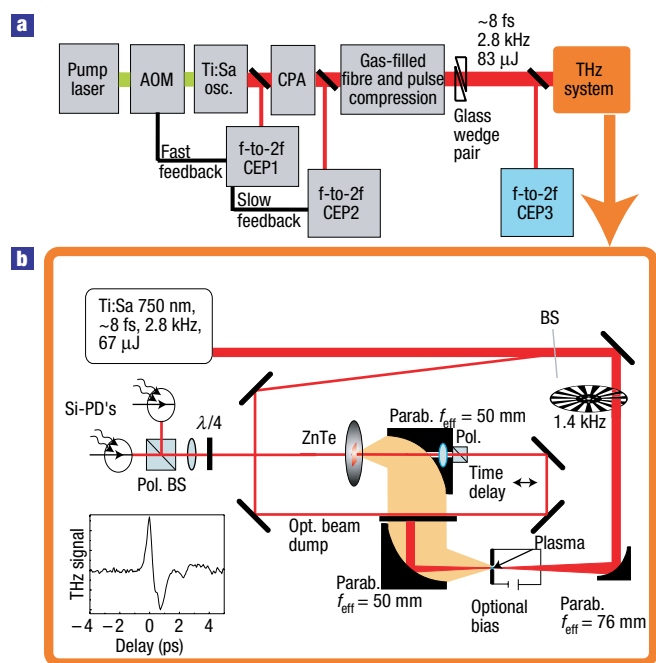 a
~8 fs
2.8 kHz
83 µJ
Pump
laser
AOM
Ti:Sa
osc.
CPA
Gas-filled
fibre and pulse
compression
THz
system
Glass
wedge
pair
Fast
feedback
f-to-2f
CEP1
Slow
feedback
f-to-2f
CEP2
f-to-2f
CEP3
b
Ti:Sa 750 nm,
~8 fs, 2.8 kHz,
67 µJ
BS
1.4 kHz
Si-PD's
λ/4
Pol. BS
ZnTe
Parab. feff = 50 mm
Pol.
Time
delay
Opt. beam
dump
Plasma
Parab.
feff = 50 mm
Optional
bias
Parab.
feff = 76 mm
THz signal
−4 −2 0 2 4
Delay (ps)